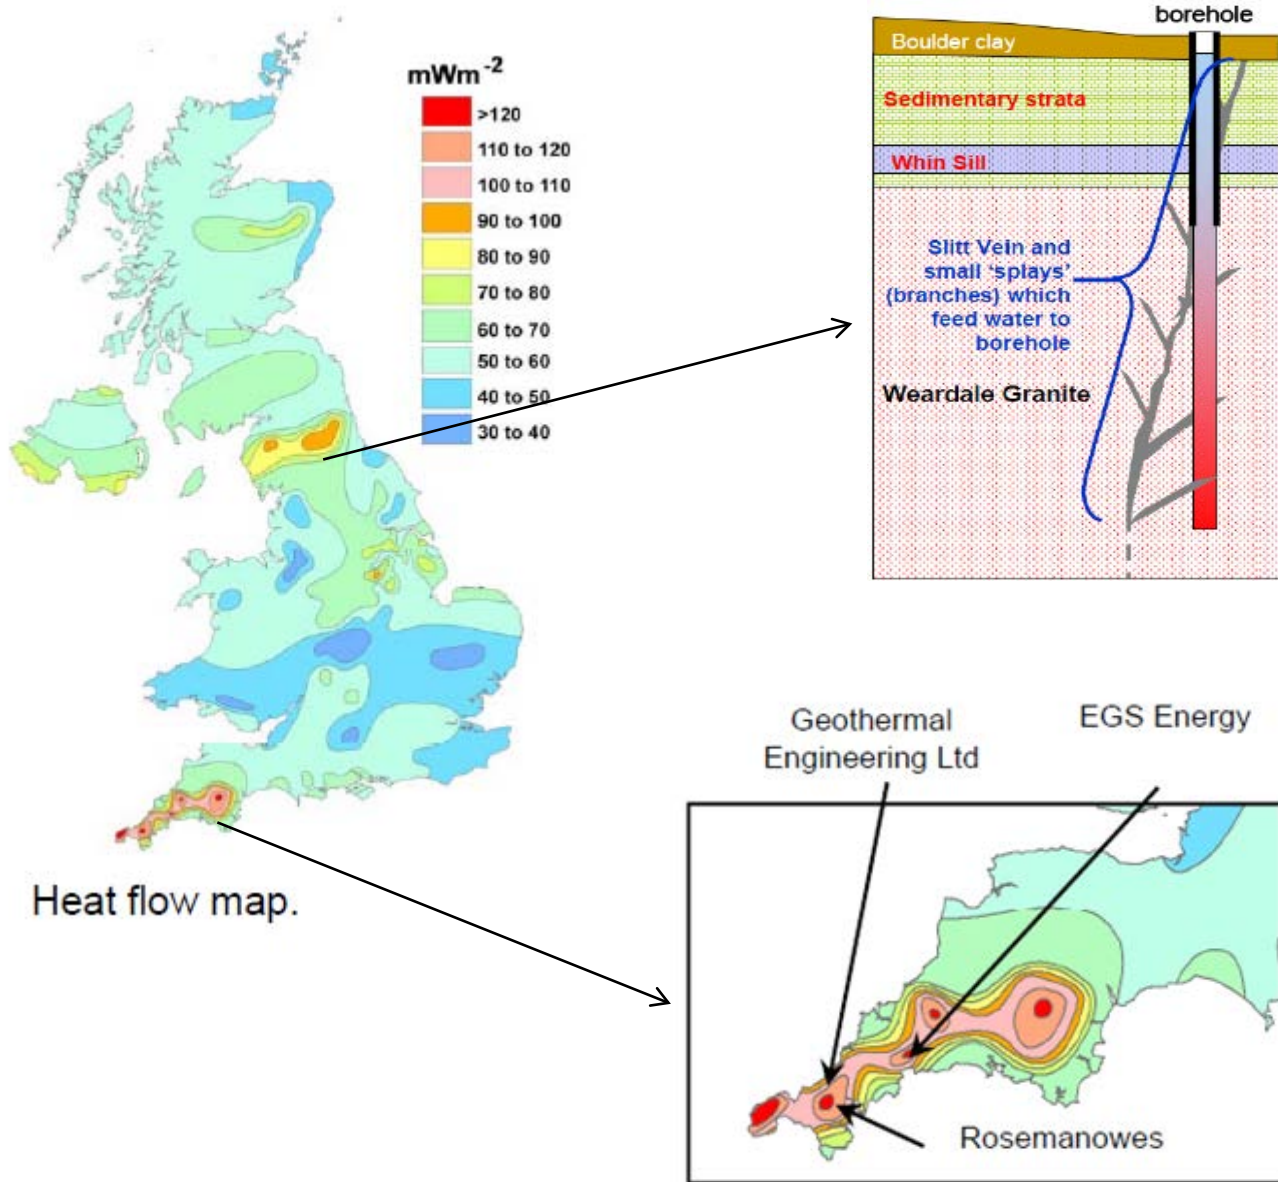 mWm-2
>120
110 to 120
100 to 110
90 to 100
80 to 90
70 to 80
60 to 70
50 to 60
40 to 50
30 to 40
Heat flow map.
borehole
Boulder clay
Sedimentary strata
Whin Sill
Slitt Vein and
small ‘splays’
(branches) which
feed water to
borehole
Weardale Granite
Geothermal
Engineering Ltd
EGS Energy
Rosemanowes